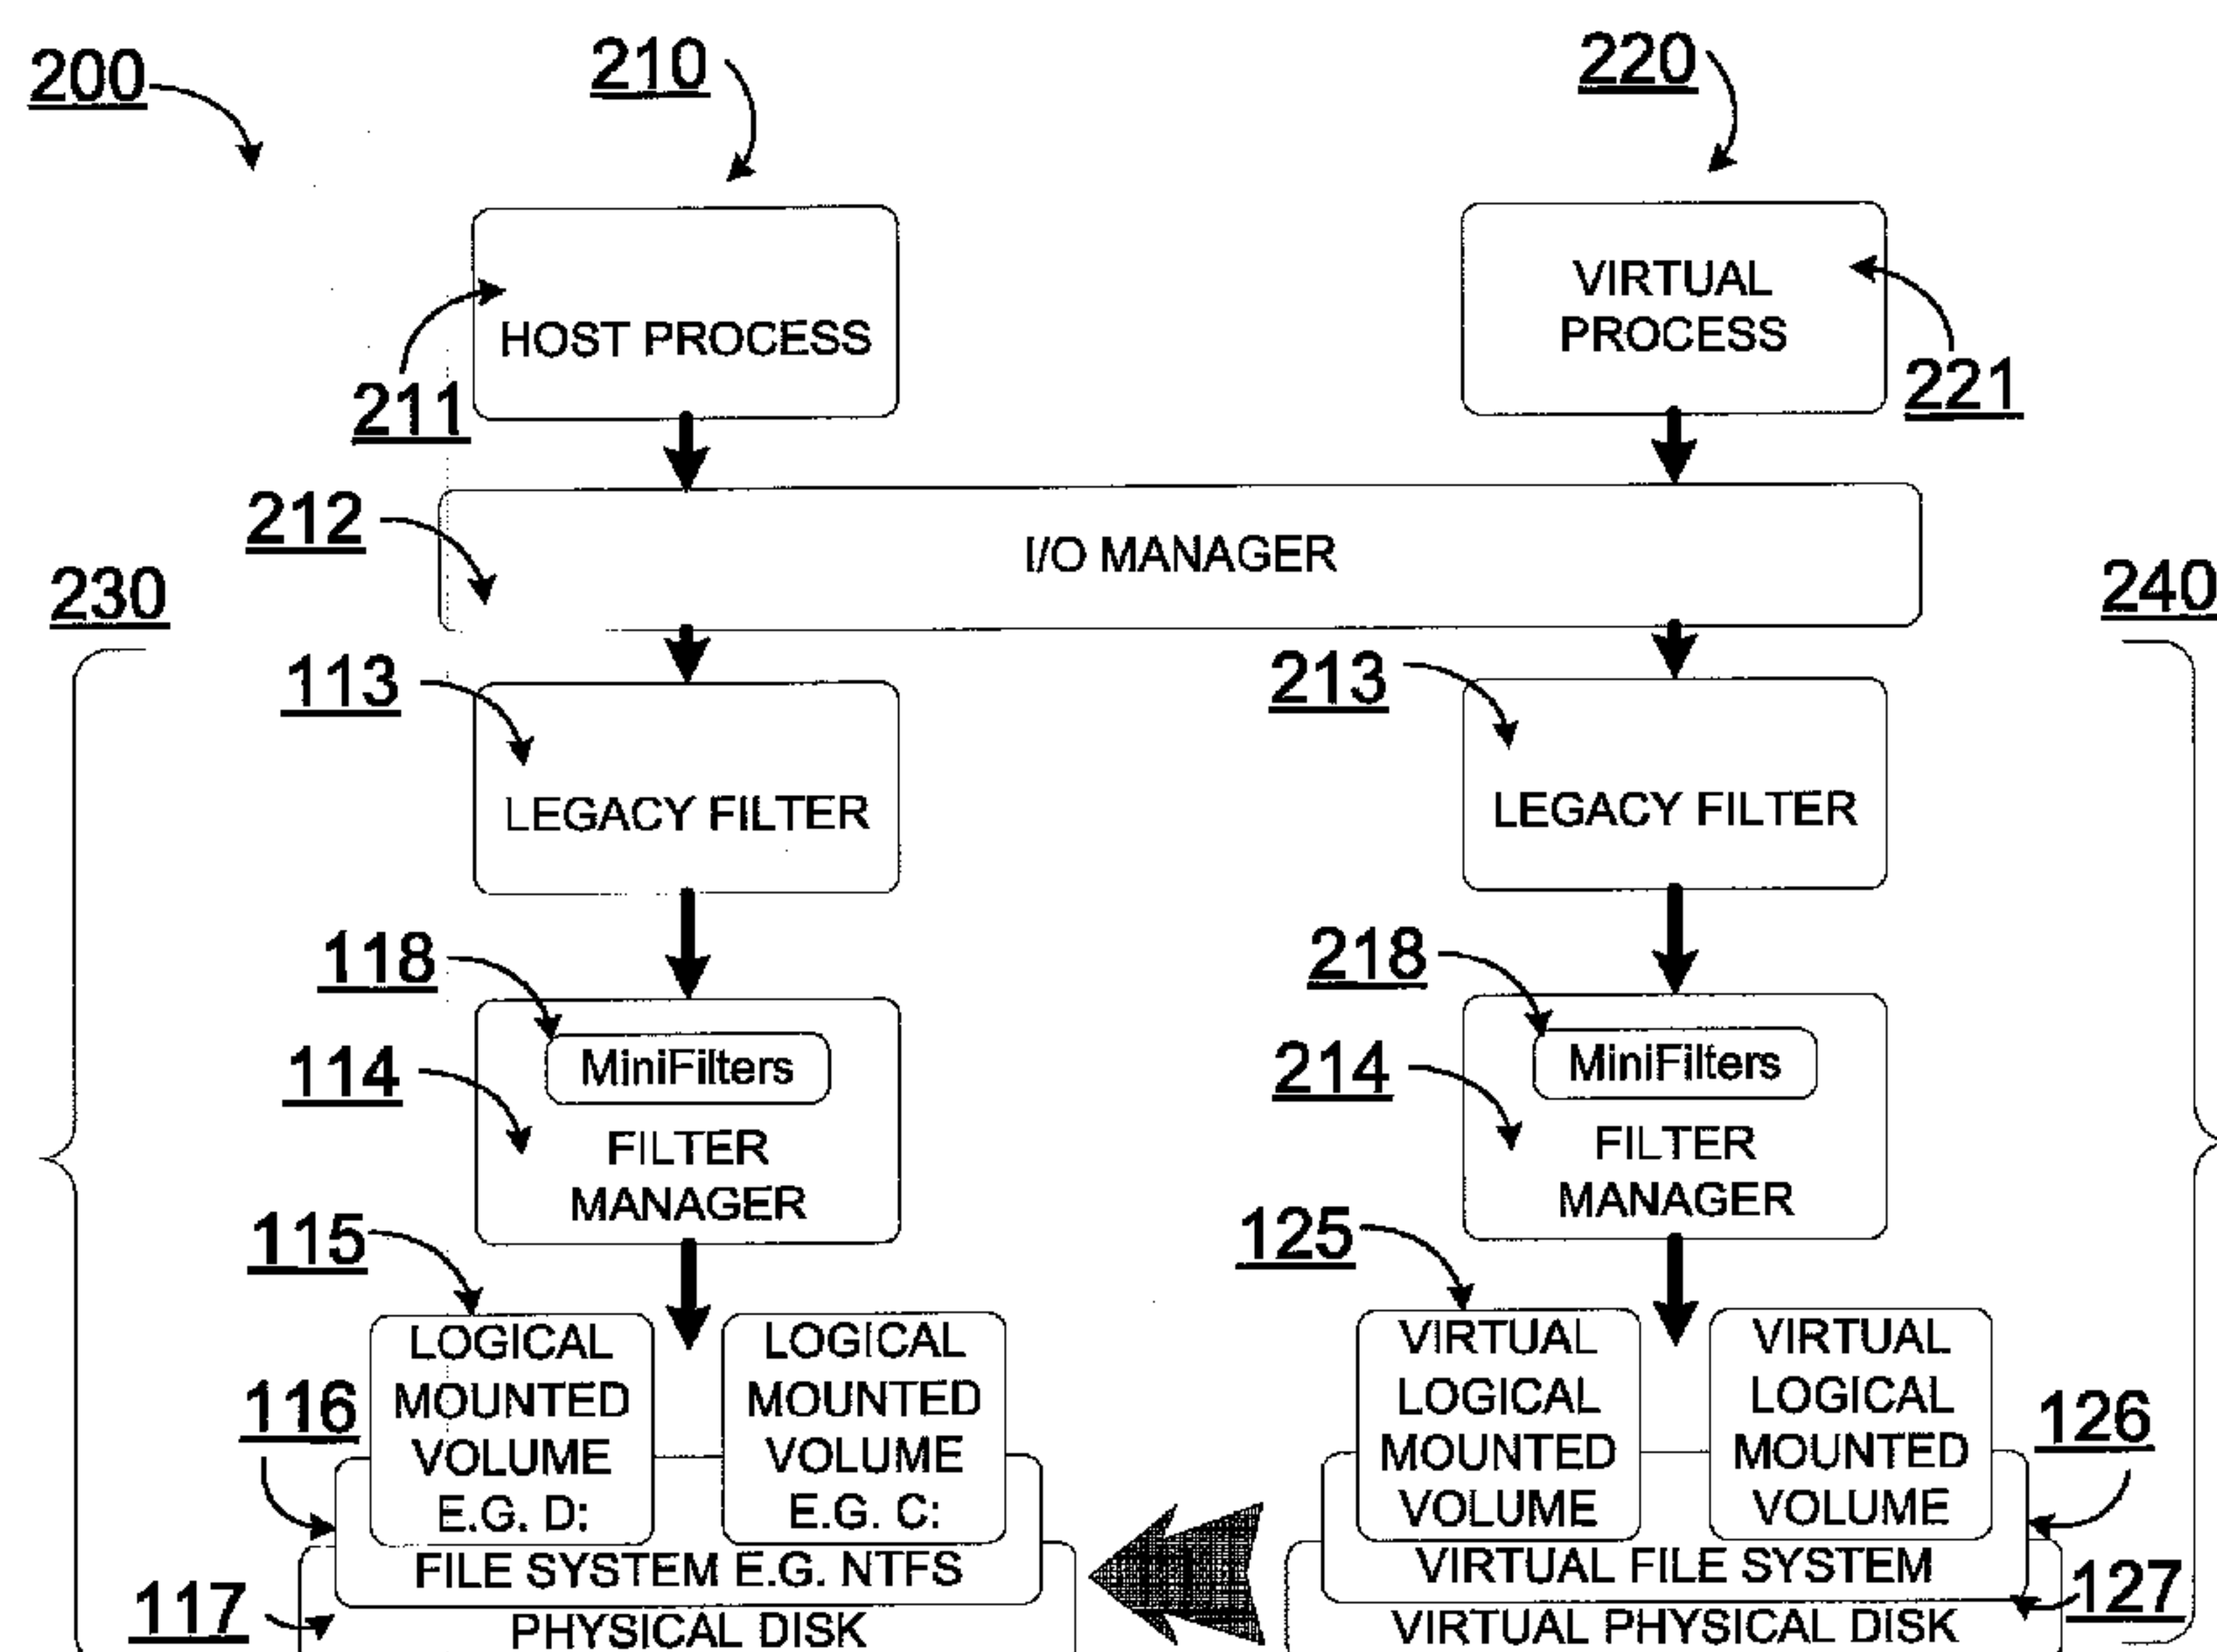 200
210
220
HOST PROCESS
VIRTUAL
PROCESS
211
221
212
I/O MANAGER
230
240
113
213
LEGACY FILTER
LEGACY FILTER
118
218
MiniFilters
MiniFilters
114
214
FILTER
MANAGER
FILTER
MANAGER
115
125
LOGICAL
MOUNTED
VOLUME
E.G. D:
LOGICAL
MOUNTED
VOLUME
E.G. C:
VIRTUAL
LOGICAL
MOUNTED
VOLUME
VIRTUAL
LOGICAL
MOUNTED
VOLUME
116
126
FILE SYSTEM E.G. NTFS
VIRTUAL FILE SYSTEM
117
127
PHYSICAL DISK
VIRTUAL PHYSICAL DISK